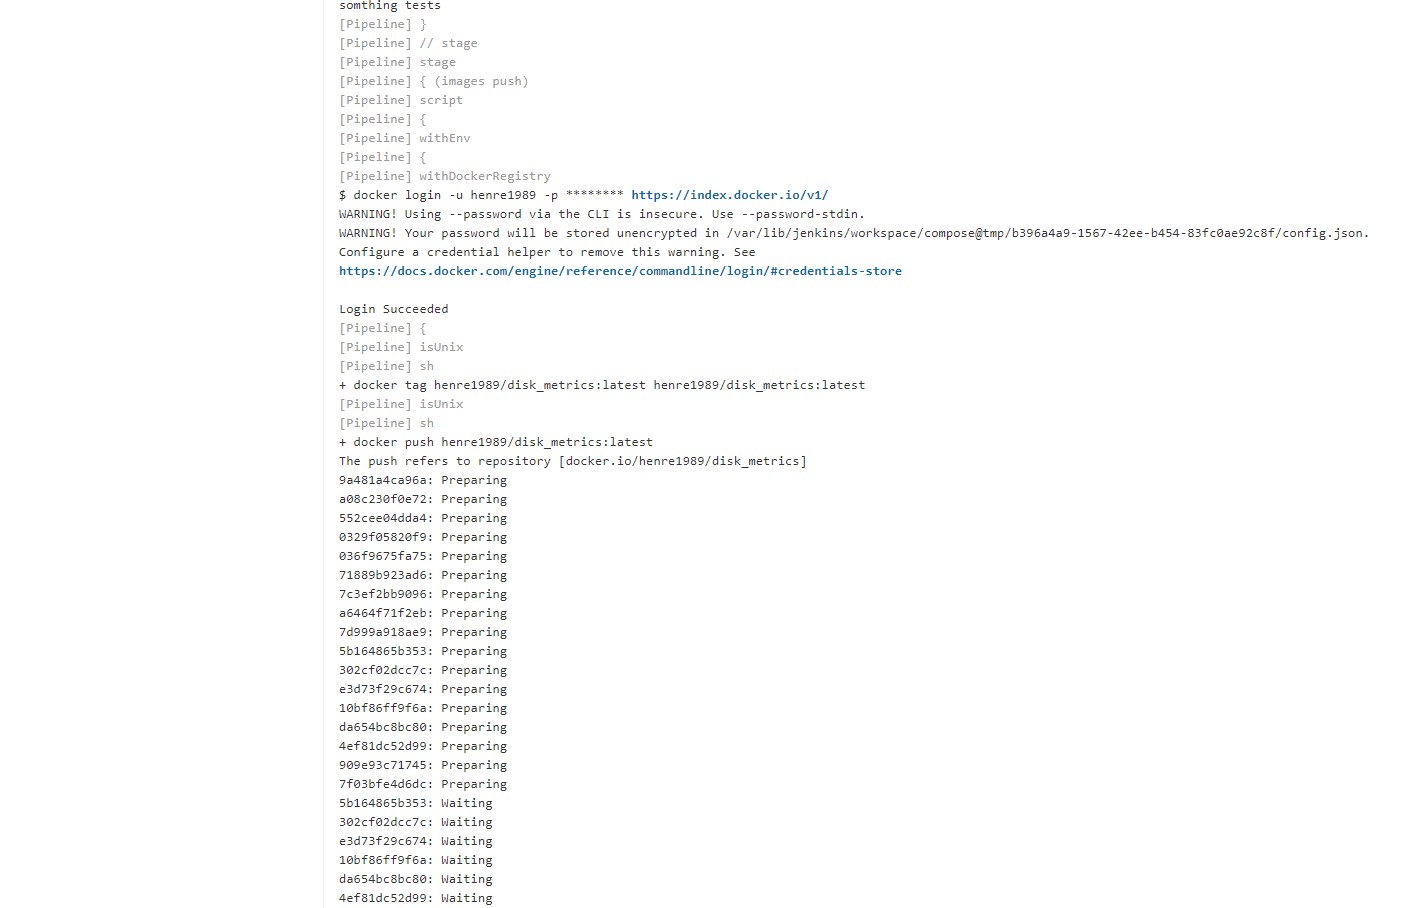 somthing tests
[Pipeline] }
[Pipeline] // stage
[Pipeline] stage
[Pipeline] { (images push)
[Pipeline] script
[Pipeline] {
[Pipeline] withEnv
[Pipeline] {
[Pipeline] withDockerRegistry
$ docker login -u henre1989 -p ******** https://index.docker.io/v1/
WARNING! Using --password via the CLI is insecure. Use --password-stdin.
WARNING! Your password will be stored unencrypted in /var/lib/jenkins/workspace/compose@tmp/b396a4a9-1567-42ee-b454-83fc0ae92c8f/config.json.
Configure a credential helper to remove this warning. See
https://docs.docker.com/engine/reference/commandline/login/#credentials-store
Login Succeeded
[Pipeline] {
[Pipeline] isUnix
[Pipeline] sh
+ docker tag henre1989/disk_metrics:latest henre1989/disk_metrics:latest
[Pipeline] isUnix
[Pipeline] sh
+ docker push henre1989/disk_metrics:latest
The push refers to repository [docker.io/henre1989/disk_metrics]
9a481a4ca96a: Preparing
a08c230f0e72: Preparing
552cee04dda4: Preparing
0329f05820f9: Preparing
036f9675fa75: Preparing
71889b923ad6: Preparing
7c3ef2bb9096: Preparing
a6464f71f2eb: Preparing
7d999a918ae9: Preparing
5b164865b353: Preparing
302cf02dcc7c: Preparing
e3d73f29c674: Preparing
10bf86ff9f6a: Preparing
da654bc8bc80: Preparing
4ef81dc52d99: Preparing
909e93c71745: Preparing
7f03bfe4d6dc: Preparing
5b164865b353: Waiting
302cf02dcc7c: Waiting
e3d73f29c674: Waiting
10bf86ff9f6a: Waiting
da654bc8bc80: Waiting
4ef81dc52d99: Waiting